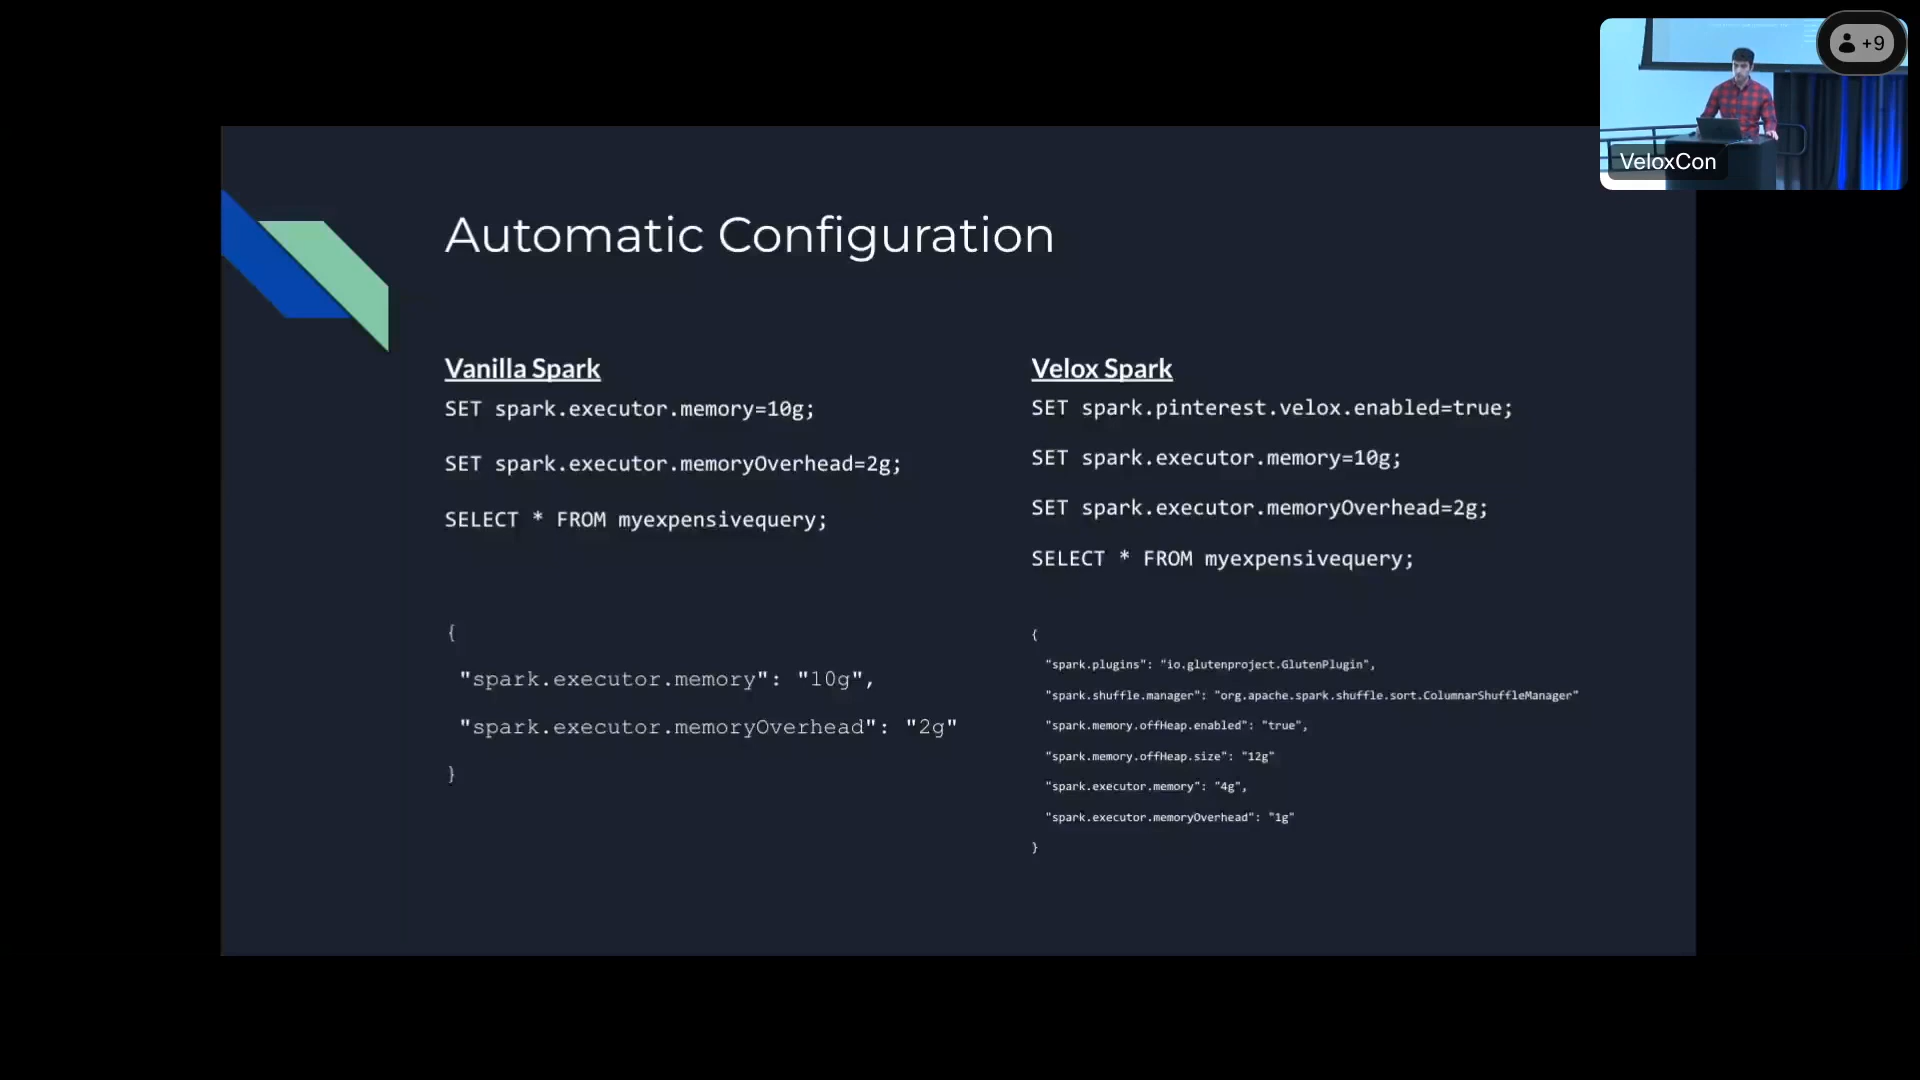 +9
VeloxCon
Automatic Configuration
Vanilla Spark
SET spark.executor.memory=10g;
SET spark.executor.memoryOverhead=2g;
SELECT * FROM myexpensivequery;
{
"spark.executor.memory": "10g",
"spark.executor.memoryOverhead": "2g"
}
Velox Spark
SET spark.pinterest.velox.enabled=true;
SET spark.executor.memory=10g;
SET spark.executor.memoryOverhead=2g;
SELECT * FROM myexpensivequery;
{
"spark.plugins": "io.glutenproject.GlutenPlugin",
"spark.shuffle.manager": "org.apache.spark.shuffle.sort.ColumnarShuffleManager"
"spark.memory.offHeap.enabled": "true",
"spark.memory.offHeap.size": "12g"
"spark.executor.memory": "4g",
"spark.executor.memoryOverhead": "1g"
}